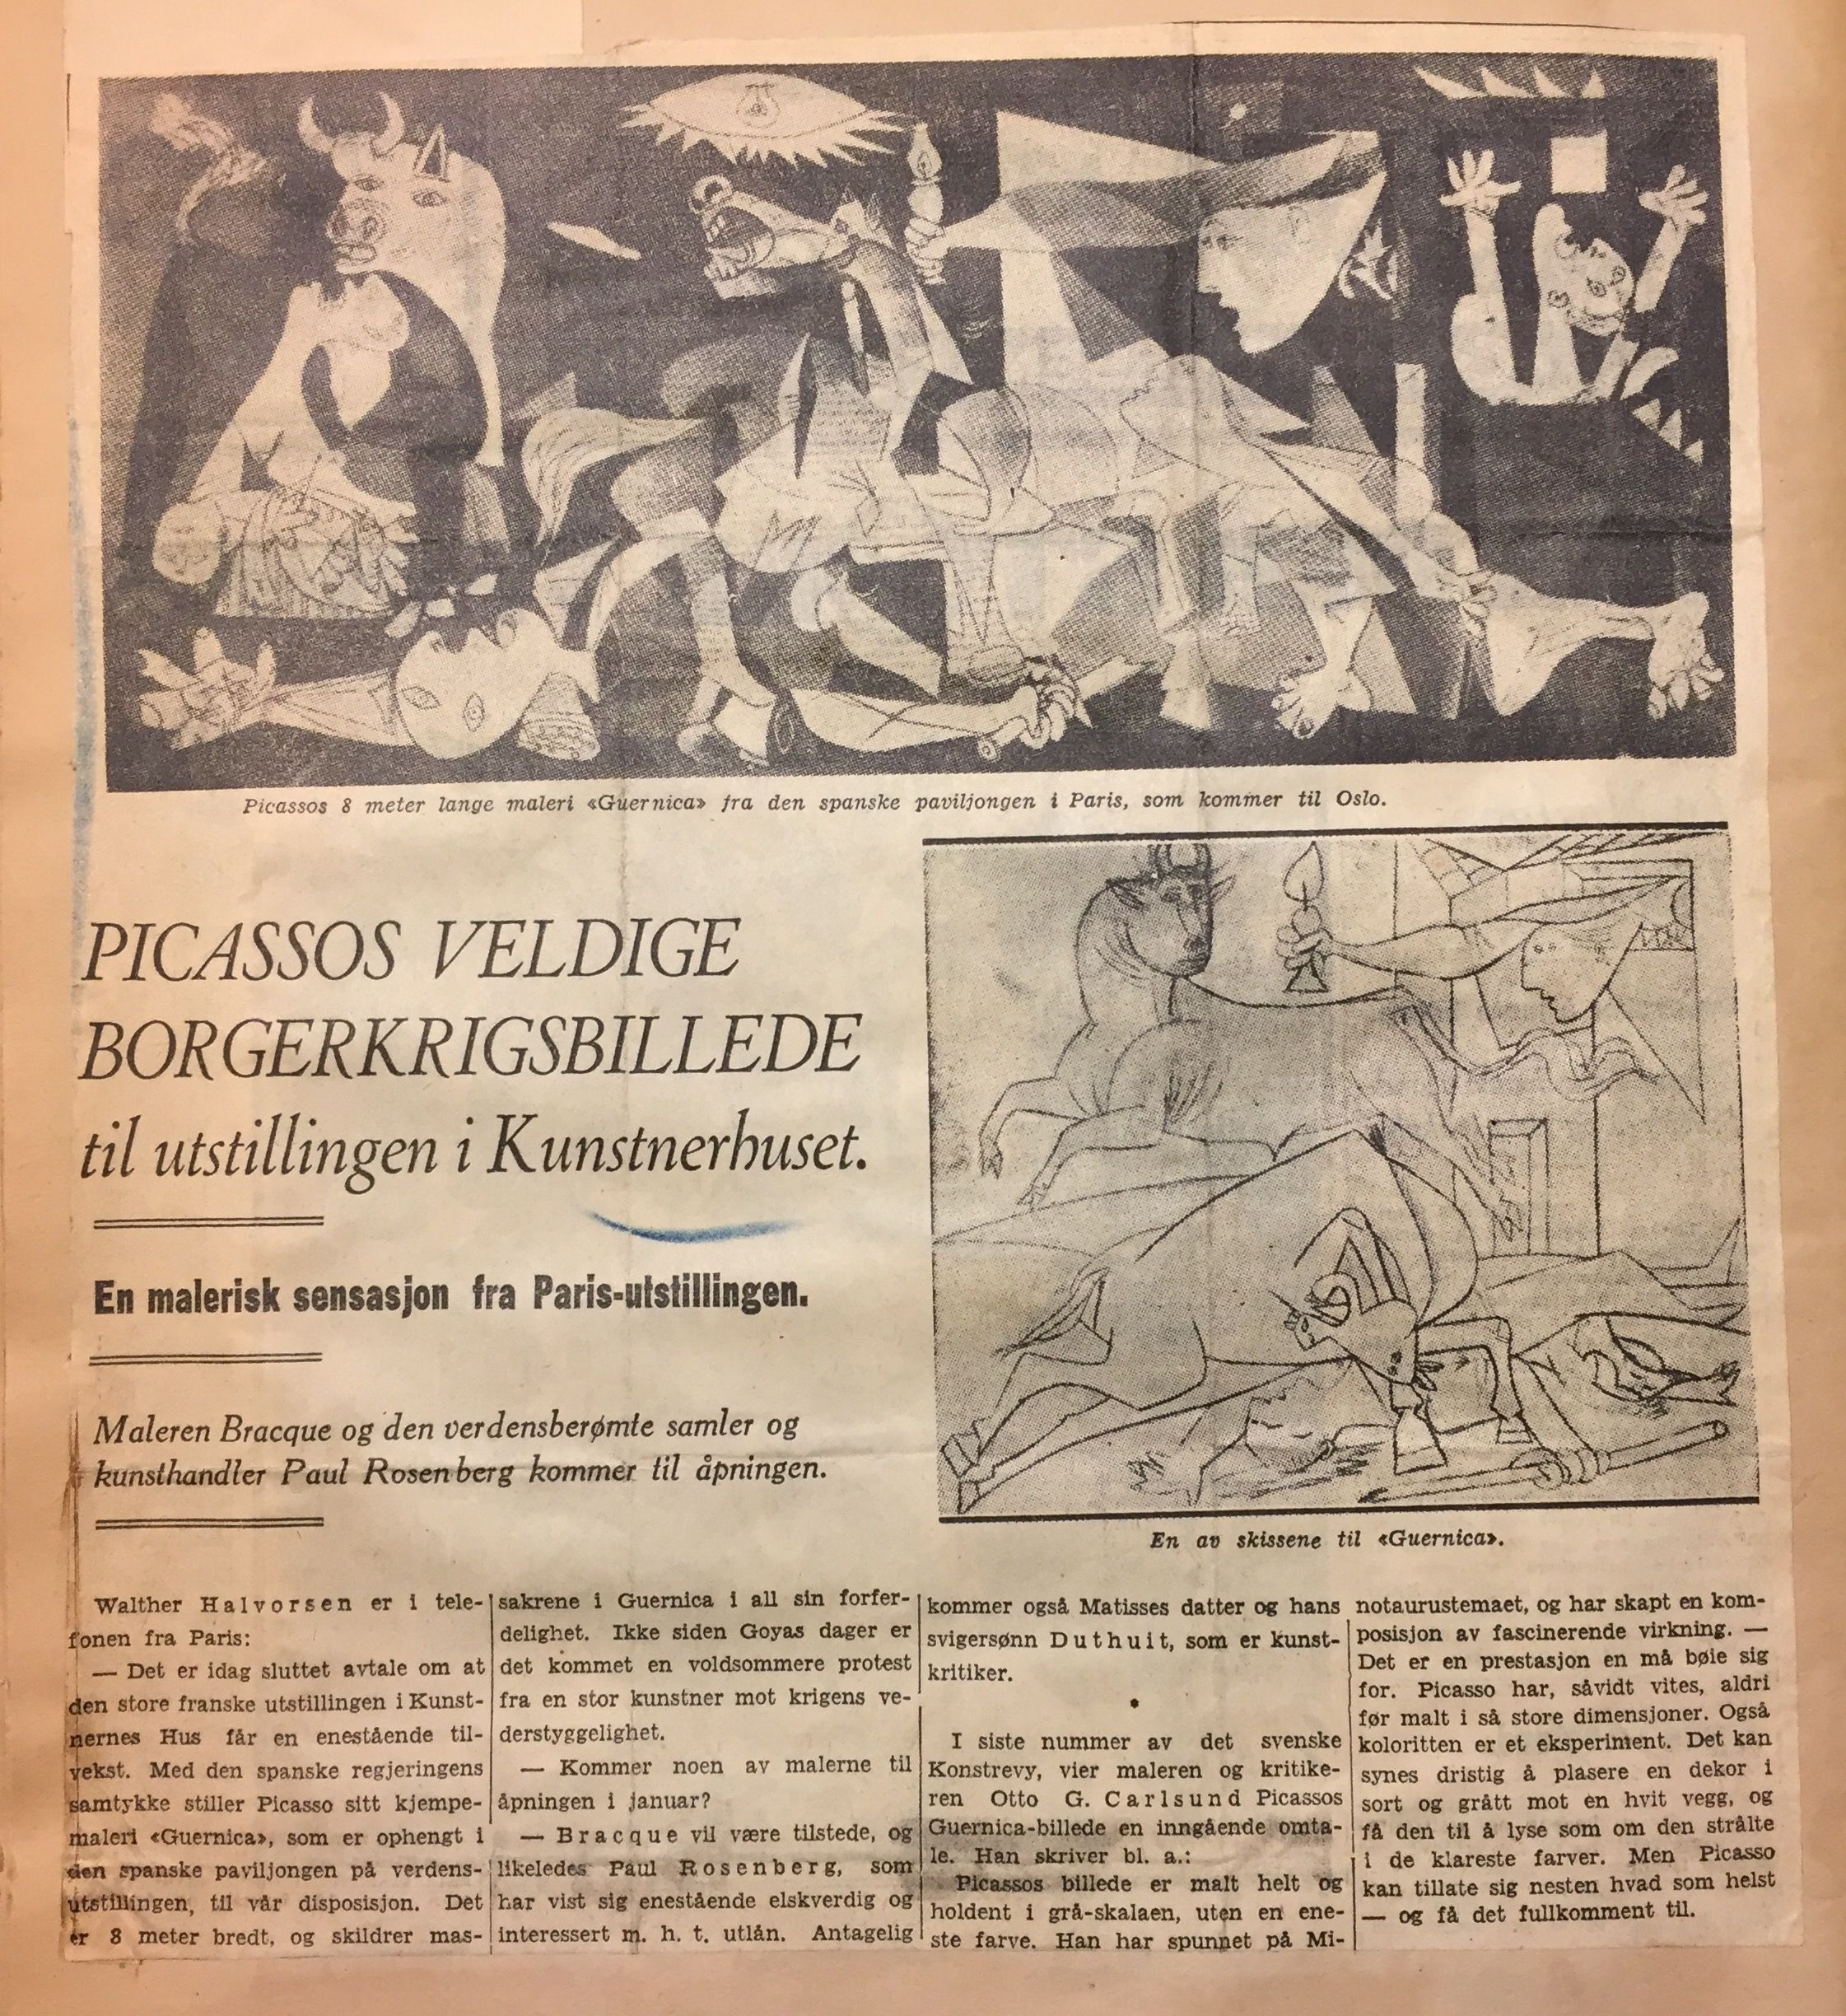 Picassos 8 meter lange maleri «Guernica» fra den spanske paviljongen i Paris, som kommer til Oslo.
PICASSOS VELDIGE
BORGERKRIGSBILLEDE
til utstillingen i Kunstnerhuset.
En malerisk sensasjon fra Paris-utstillingen.
Maleren Bracque og den verdensberømte samler og
kunsthandler Paul Rosenberg kommer til åpningen.
En av skissene til «Guernica».
Walther Halvorsen er i tele-
fonen fra Paris:
— Det er idag sluttet avtale om at
den store franske utstillingen i Kunst-
nernes Hus får en enestående til-
vekst. Med den spanske regjeringens
samtykke stiller Picasso sitt kjempe-
maleri «Guernica», som er ophengt i
den spanske paviljongen på verdens-
utstillingen, til vår disposisjon. Det
er 8 meter bredt, og skildrer mas-
sakrene i Guernica i all sin forfer-
delighet. Ikke siden Goyas dager er
det kommet en voldsommere protest
fra en stor kunstner mot krigens ve-
derstyggelighet.
— Kommer noen av malerne til
åpningen i januar?
— Bracque vil være tilstede, og
likeledes Paul Rosenberg, som
har vist sig enestående elskverdig og
interessert m. h. t. utlån. Antagelig
kommer også Matisses datter og hans
svigersønn Duthuit, som er kunst-
kritiker.
I siste nummer av det svenske
Konstrevy, vier maleren og kritike-
ren Otto G. Carlsund Picassos
Guernica-billede en inngående omta-
le. Han skriver bl. a.:
Picassos billede er malt helt og
holdent i grå-skalaen, uten en ene-
ste farve. Han har spunnet på Mi-
notaurustemaet, og har skapt en kom-
posisjon av fascinerende virkning. —
Det er en prestasjon en må bøie sig
for. Picasso har, såvidt vites, aldri
før malt i så store dimensjoner. Også
koloritten er et eksperiment. Det kan
synes dristig å plasere en dekor i
sort og grått mot en hvit vegg, og
få den til å lyse som om den strålte
i de klareste farver. Men Picasso
kan tillate sig nesten hvad som helst
— og få det fullkomment til.